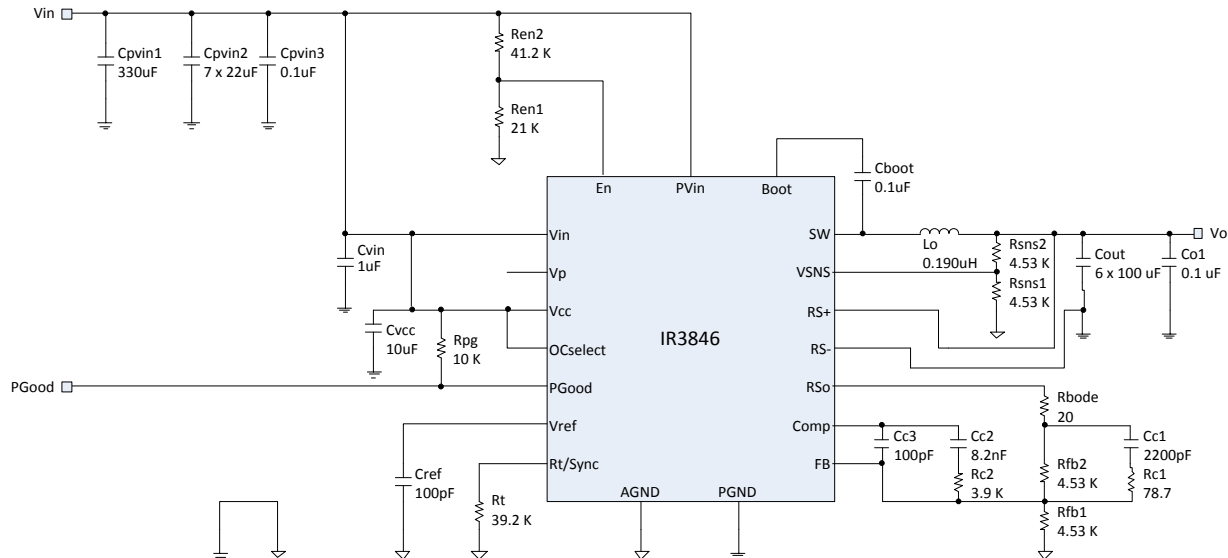 Vin
Cpvin1
330uF
Cpvin2
7 x 22uF
Cpvin3
0.1uF
Ren2
41.2 K
Ren1
21 K
Cboot
0.1uF
En
PVin
Boot
Vin
Vp
Vcc
OCselect
PGood
Vref
Rt/Sync
AGND
PGND
IR3846
SW
VSNS
RS+
RS-
RSo
Comp
FB
Cvin
1uF
Cvcc
10uF
Rpg
10 K
PGood
Cref
100pF
Rt
39.2 K
Lo
0.190uH
Rsns2
4.53 K
Rsns1
4.53 K
Cout
6 x 100 uF
Co1
0.1 uF
Vo
Rbode
20
Cc3
100pF
Cc2
8.2nF
Rc2
3.9 K
Rfb2
4.53 K
Cc1
2200pF
Rc1
78.7
Rfb1
4.53 K